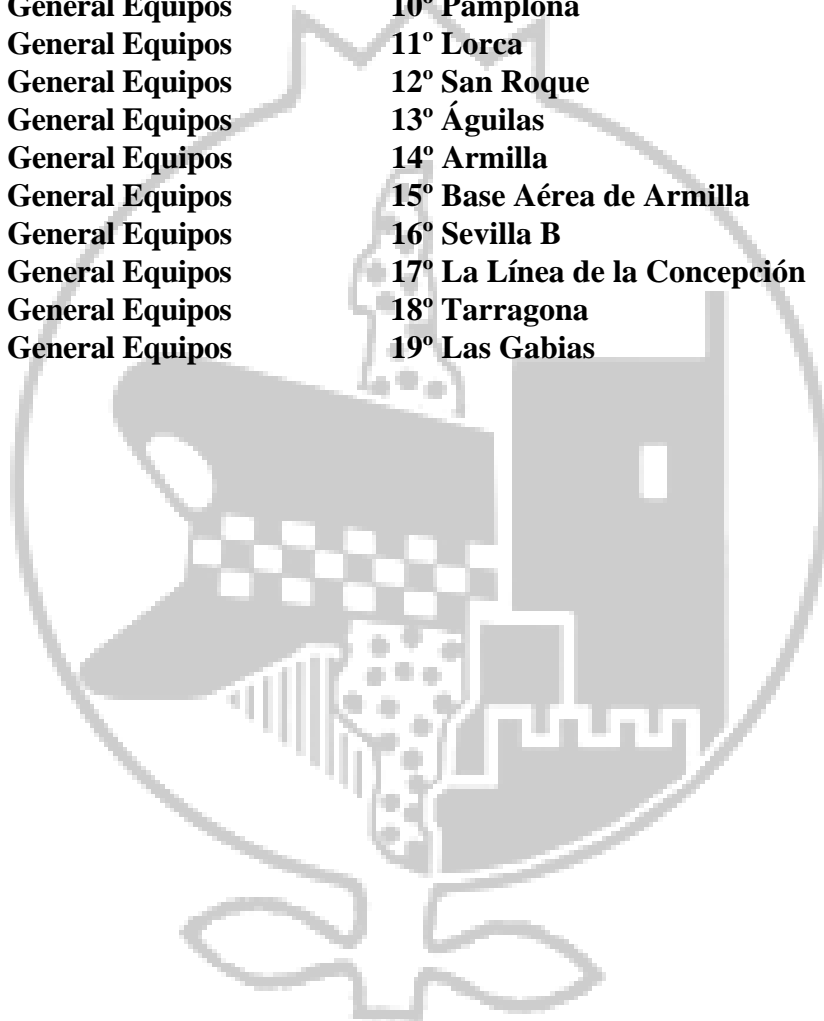 General Equipos 10º Pamplona
General Equipos 11º Lorca
General Equipos 12º San Roque
General Equipos 13º Águilas
General Equipos 14º Armilla
General Equipos 15º Base Aérea de Armilla
General Equipos 16º Sevilla B
General Equipos 17º La Línea de la Concepción
General Equipos 18º Tarragona
General Equipos 19º Las Gabias